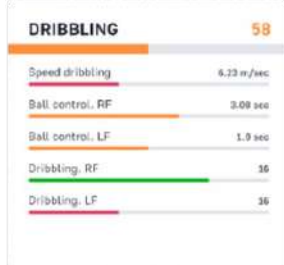 DRIBBLING 58
Speed dribbling 6.23 m/sec
Ball control. RF 3.00 sec
Ball control. LF 1.9 sec
Dribbling. RF 36
Dribbling. LF 36